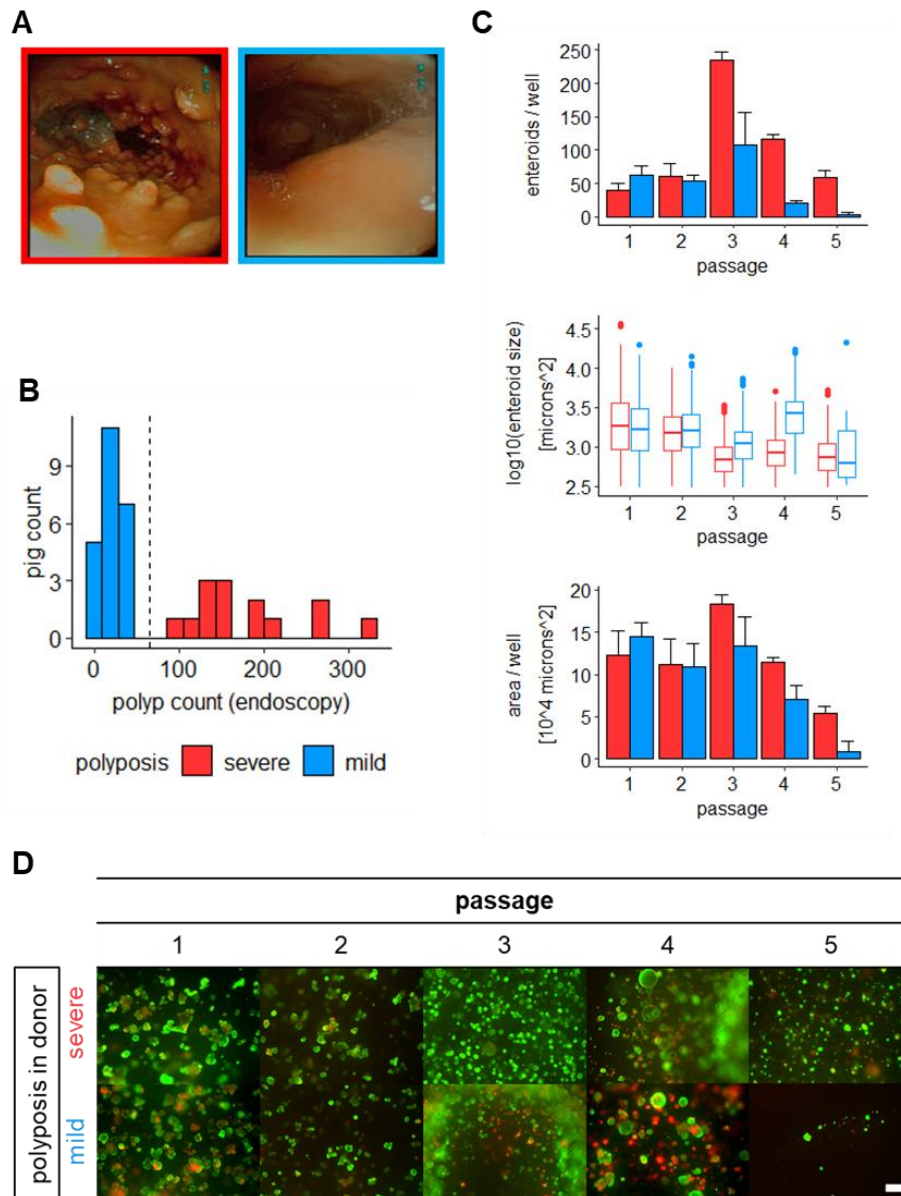 A
B
pig count
9
6
3
0
0 100 200 300
polyp count (endoscopy)
polyposis severe mild
C
enteroids / well
250
200
150
100
50
0
1 2 3 4 5
passage
log10(enteroid size)
[microns^2]
4.5
4.0
3.5
3.0
2.5
1 2 3 4 5
passage
area / well
[10^4 microns^2]
20
15
10
5
0
1 2 3 4 5
passage
D
passage
1 2 3 4 5
polyposis in donor
severe
mild